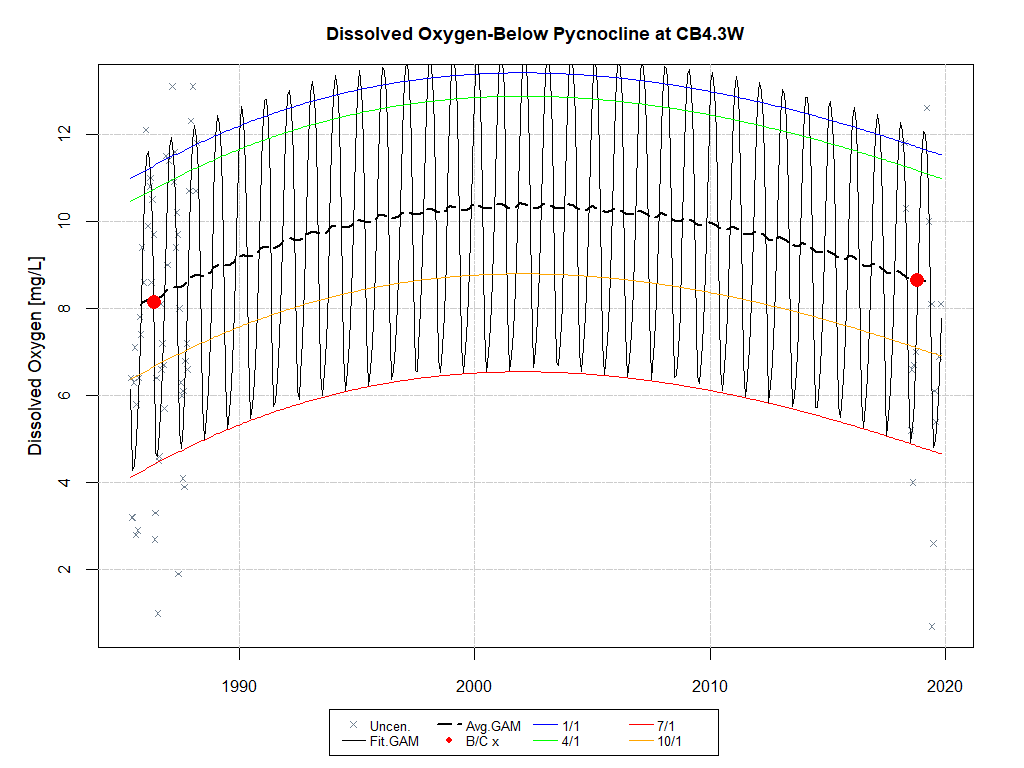 Dissolved Oxygen-Below Pycnocline at CB4.3W
Dissolved Oxygen [mg/L]
12
10
8
6
4
2
1990 2000 2010 2020
Uncen. Avg.GAM 1/1 7/1
Fit.GAM B/C x 4/1 10/1